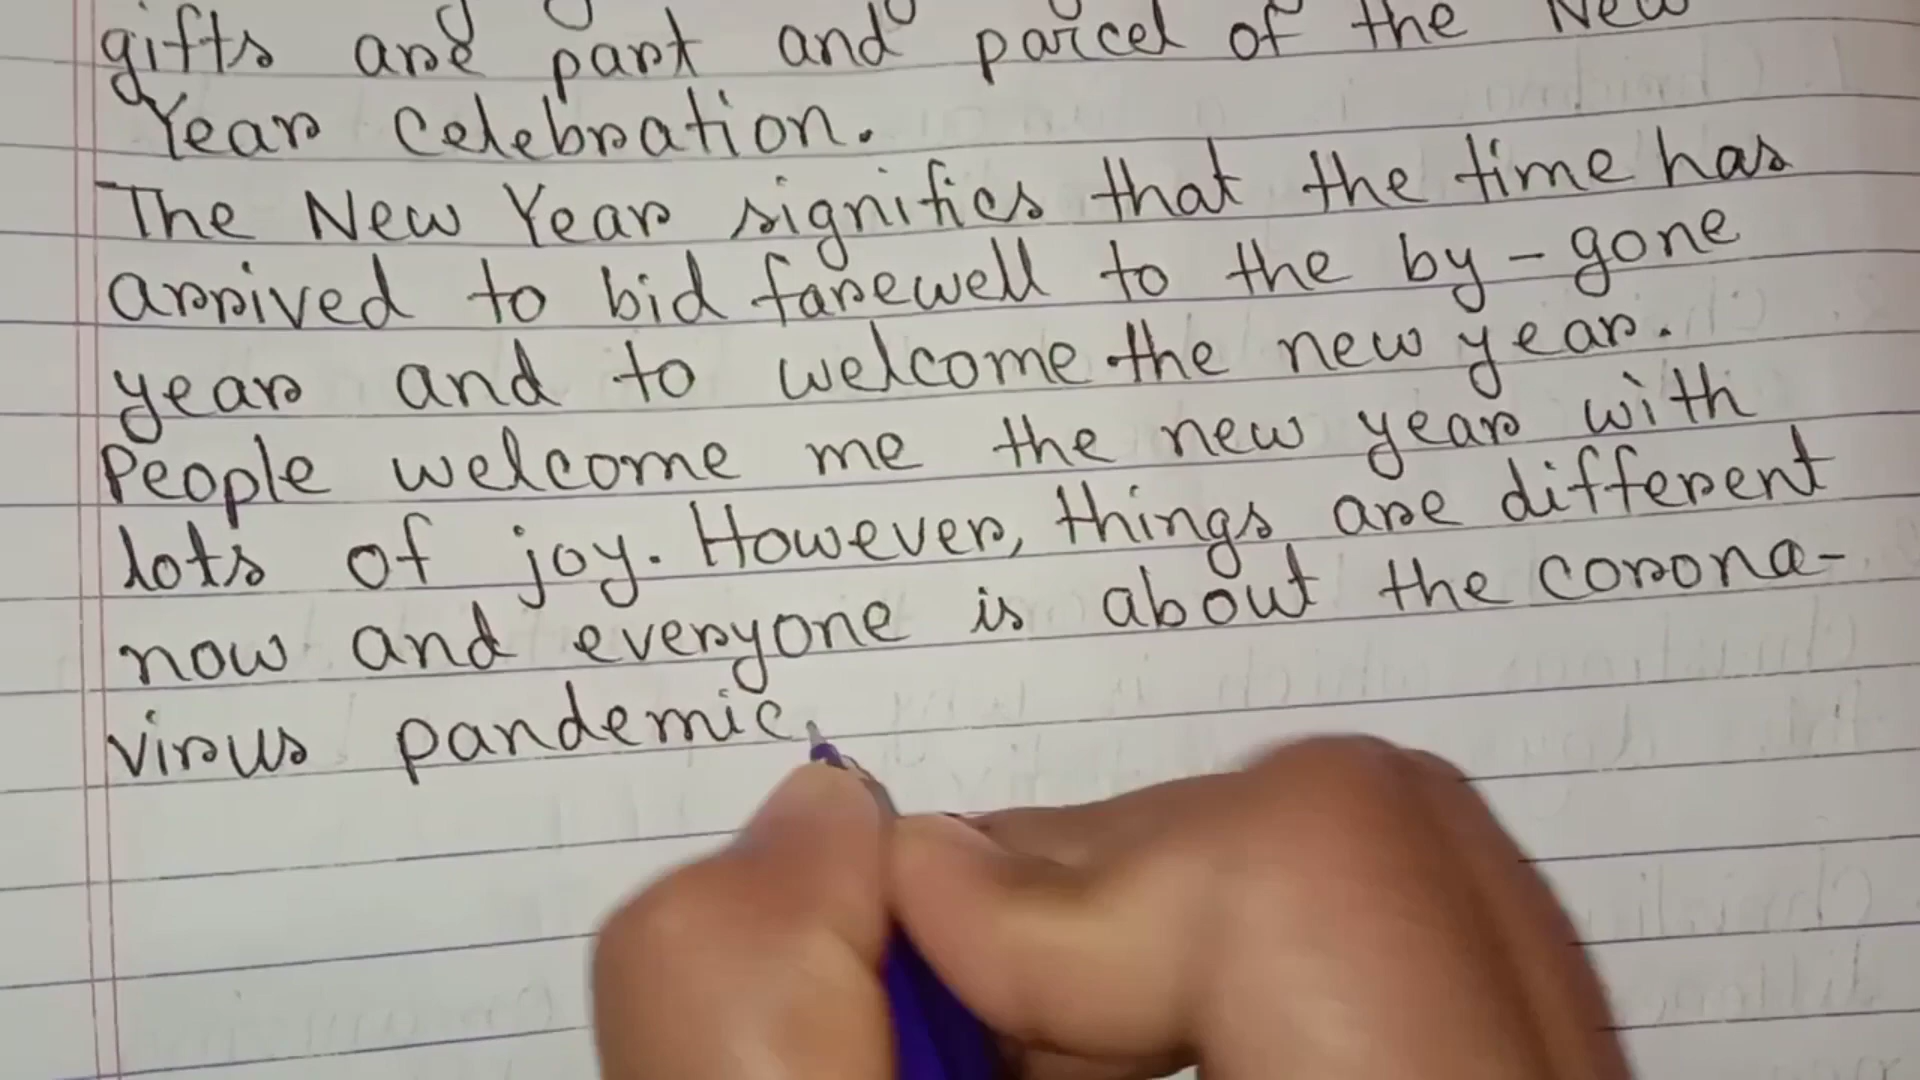 gifts are part and parcel of the New
Year Celebration.
The New Year signifies that the time has
arrived to bid farewell to the by-gone
year and to welcome the new year.
People welcome me the new year with
lots of joy. However, things are different
now and everyone is about the corona-
virus pandemic.